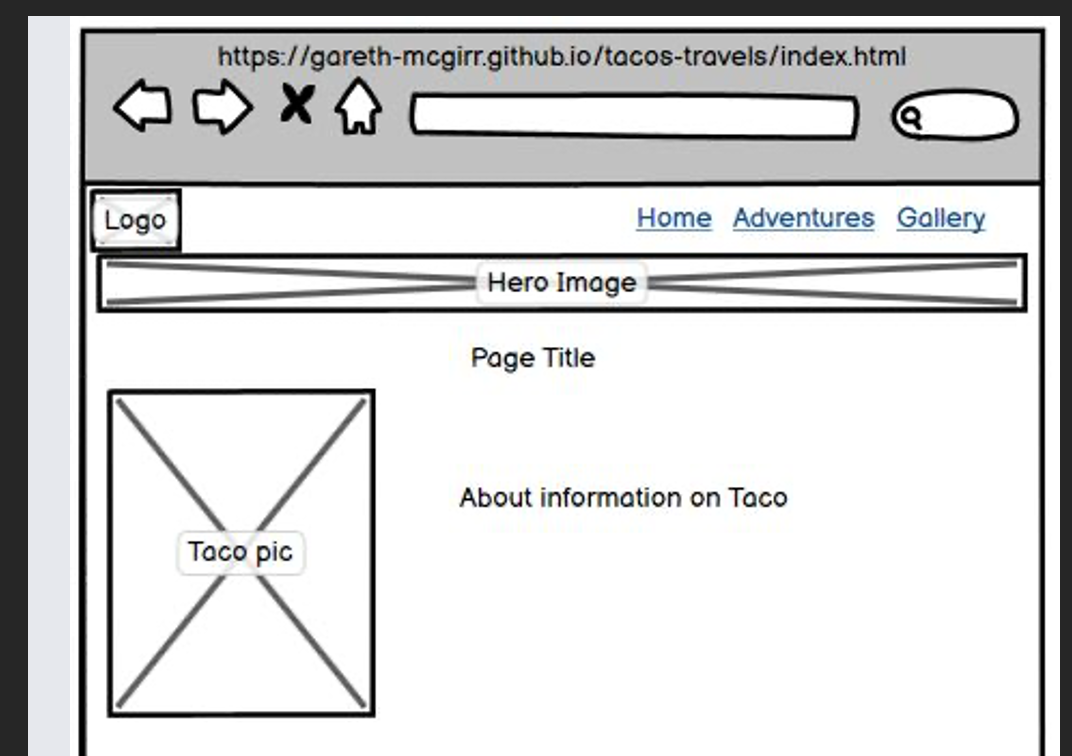 https://gareth-mcgirr.github.io/tacos-travels/index.html
Logo
Home Adventures Gallery
Hero Image
Page Title
About information on Taco
Taco pic